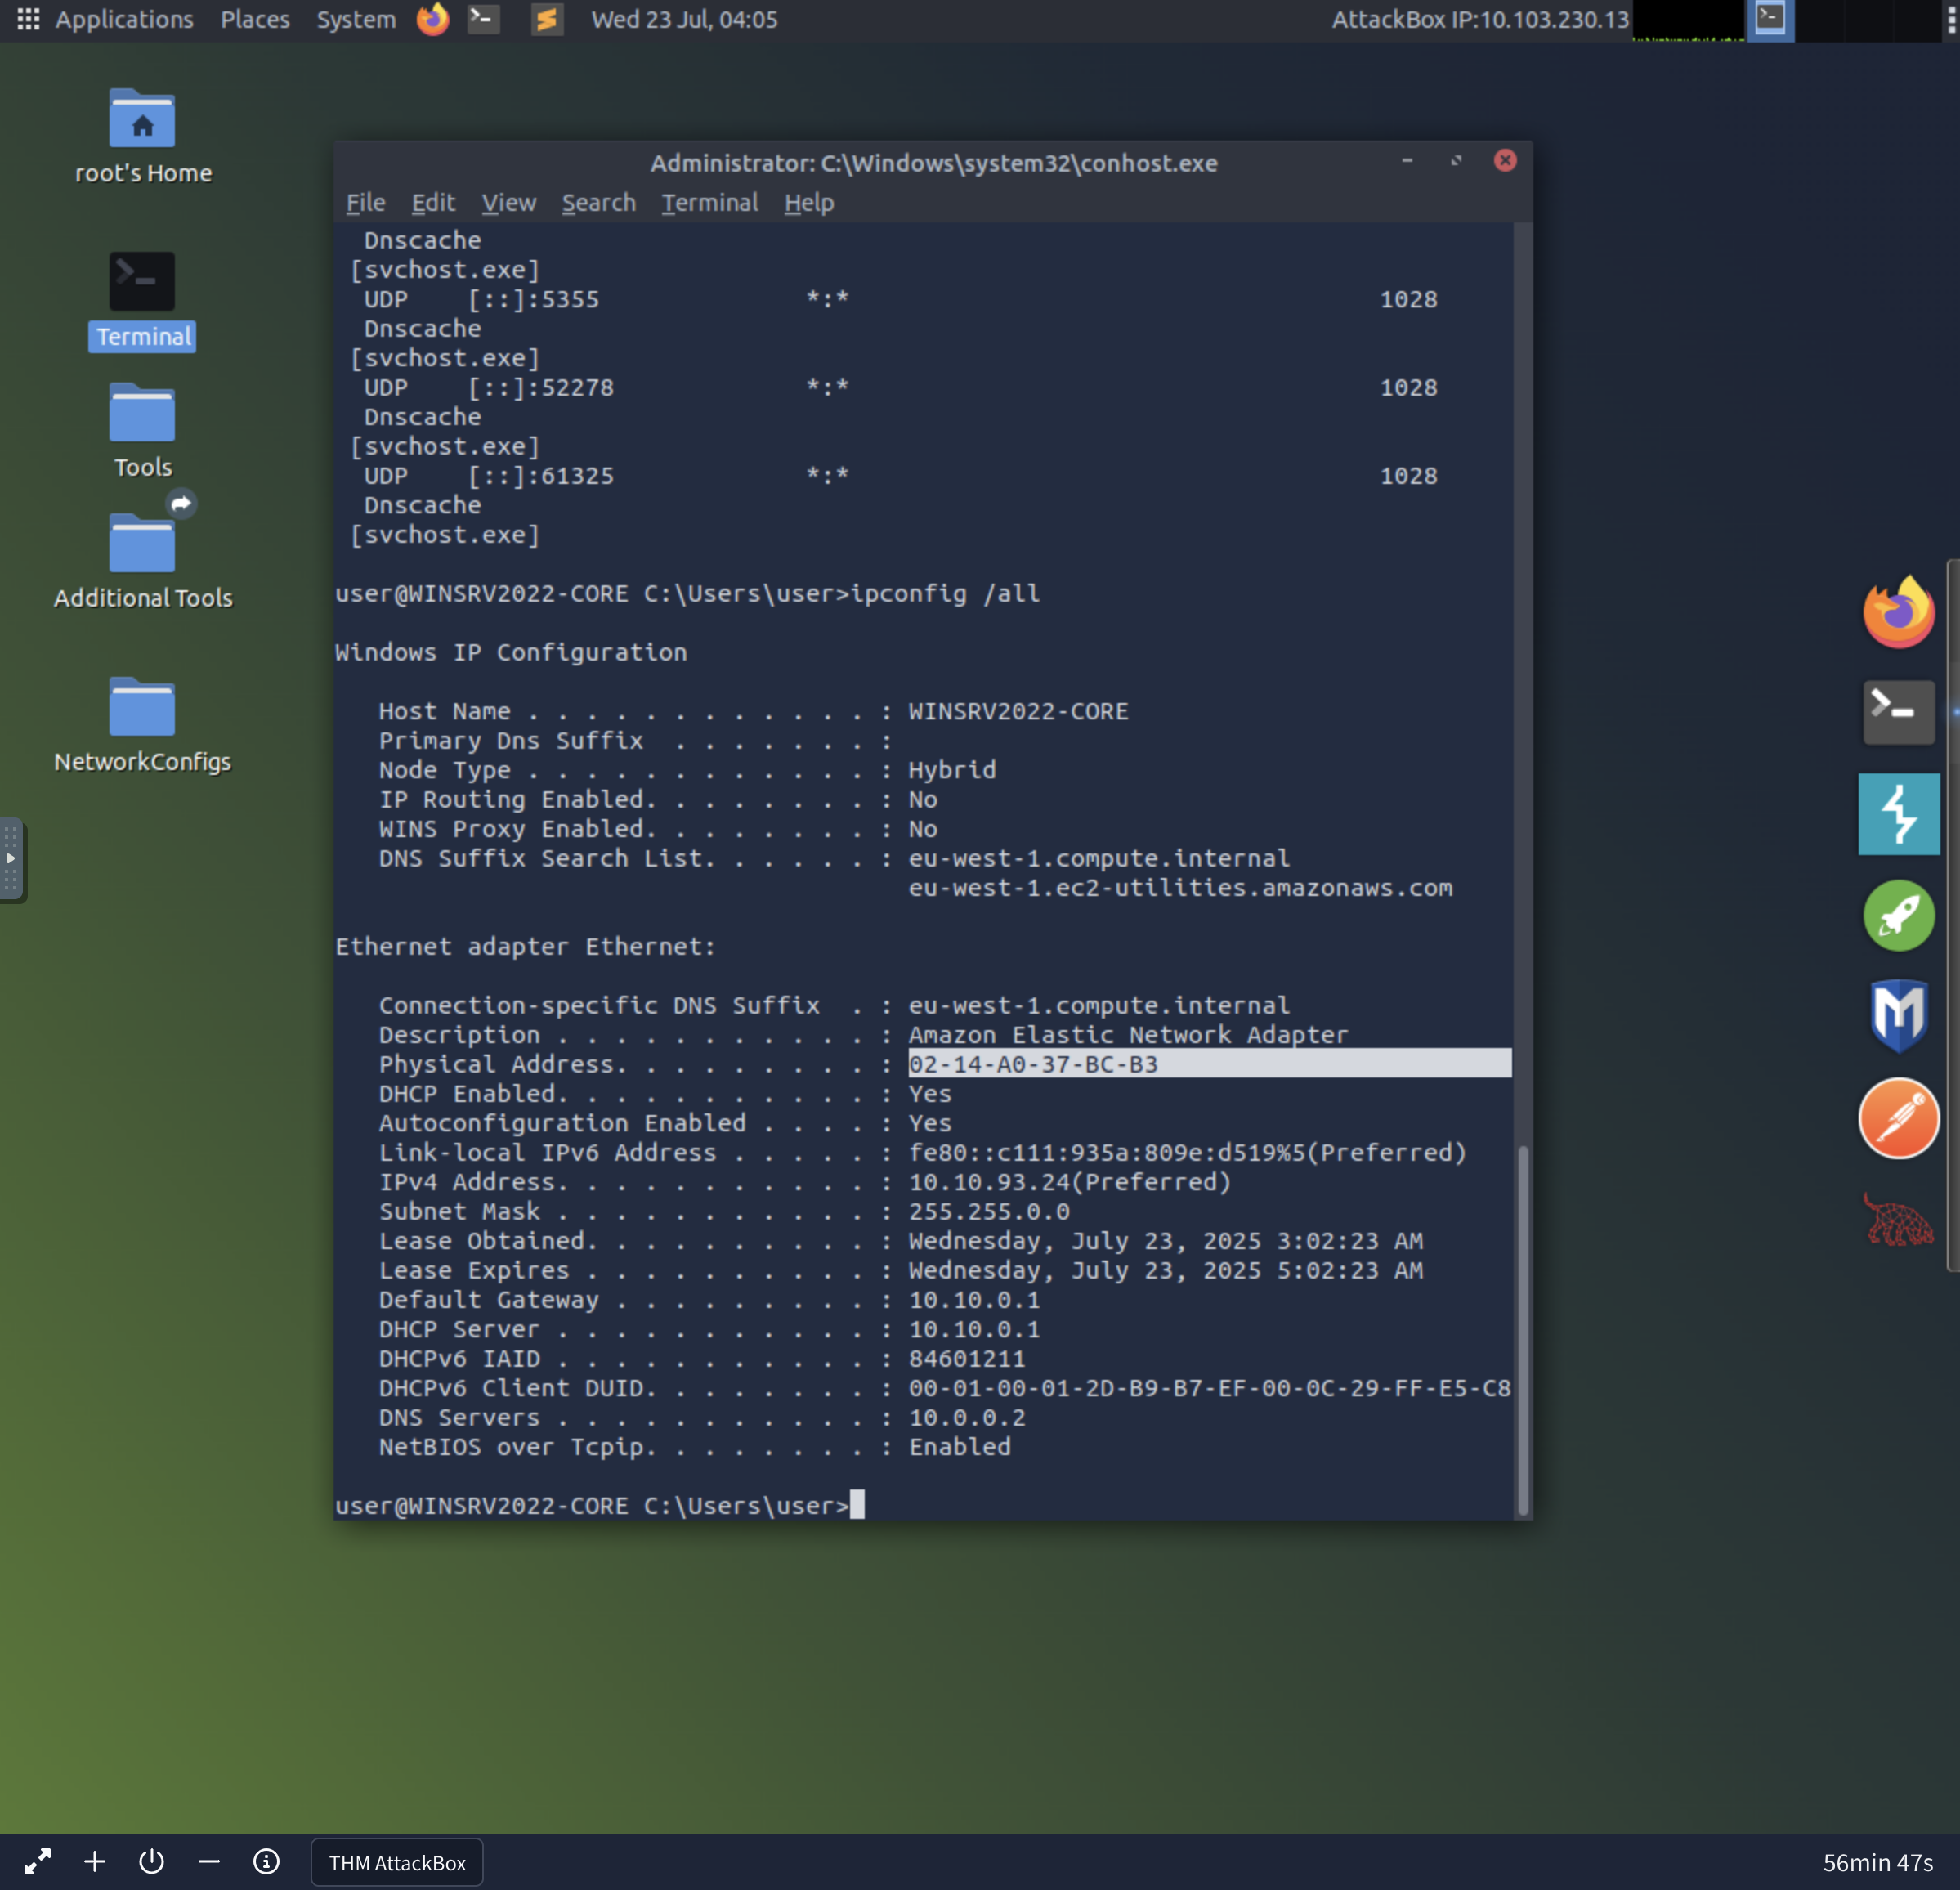 Applications Places System Wed 23 Jul, 04:05 AttackBox IP:10.103.230.13
root's Home
Terminal
Tools
Additional Tools
NetworkConfigs
Administrator: C:\Windows\system32\conhost.exe
File Edit View Search Terminal Help
Dnscache
[svchost.exe]
UDP [::]:5355 *:* 1028
Dnscache
[svchost.exe]
UDP [::]:52278 *:* 1028
Dnscache
[svchost.exe]
UDP [::]:61325 *:* 1028
Dnscache
[svchost.exe]
user@WINSRV2022-CORE C:\Users\user>ipconfig /all
Windows IP Configuration
Host Name . . . . . . . . . . . . : WINSRV2022-CORE
Primary Dns Suffix . . . . . . . :
Node Type . . . . . . . . . . . . : Hybrid
IP Routing Enabled. . . . . . . . : No
WINS Proxy Enabled. . . . . . . . : No
DNS Suffix Search List. . . . . . : eu-west-1.compute.internal
eu-west-1.ec2-utilities.amazonaws.com
Ethernet adapter Ethernet:
Connection-specific DNS Suffix . : eu-west-1.compute.internal
Description . . . . . . . . . . . : Amazon Elastic Network Adapter
Physical Address. . . . . . . . . : 02-14-A0-37-BC-B3
DHCP Enabled. . . . . . . . . . . : Yes
Autoconfiguration Enabled . . . . : Yes
Link-local IPv6 Address . . . . . : fe80::c111:935a:809e:d519%5(Preferred)
IPv4 Address. . . . . . . . . . . : 10.10.93.24(Preferred)
Subnet Mask . . . . . . . . . . . : 255.255.0.0
Lease Obtained. . . . . . . . . . : Wednesday, July 23, 2025 3:02:23 AM
Lease Expires . . . . . . . . . . : Wednesday, July 23, 2025 5:02:23 AM
Default Gateway . . . . . . . . . : 10.10.0.1
DHCP Server . . . . . . . . . . . : 10.10.0.1
DHCPv6 IAID . . . . . . . . . . . : 84601211
DHCPv6 Client DUID. . . . . . . . : 00-01-00-01-2D-B9-B7-EF-00-0C-29-FF-E5-C8
DNS Servers . . . . . . . . . . . : 10.0.0.2
NetBIOS over Tcpip. . . . . . . . : Enabled
user@WINSRV2022-CORE C:\Users\user>
THM AttackBox 56min 47s